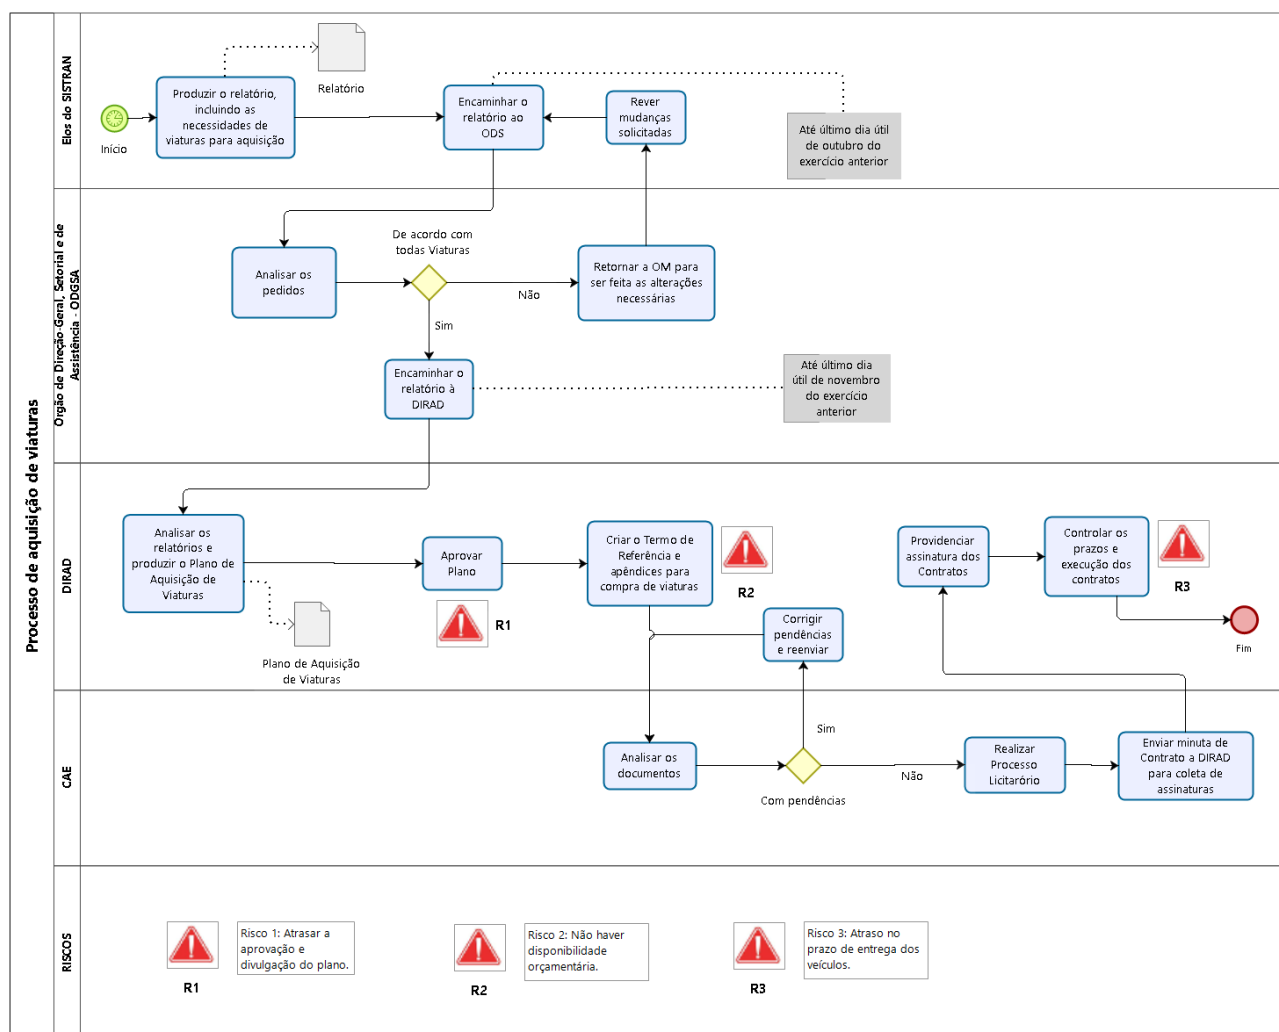 Processo de aquisição de viaturas
Elos do SISTRAN
Início
Produzir o relatório,
incluindo as
necessidades de
viaturas para aquisição
Relatório
Encaminhar o
relatório ao
ODS
Rever
mudanças
solicitadas
Até último dia útil
de outubro do
exercício anterior
Orgão de Direção-Geral, Setorial e de
Assistência - ODGSA
Analisar os
pedidos
De acordo com
todas Viaturas
Não
Sim
Retornar a OM para
ser feita as alterações
necessárias
Encaminhar o
relatório à
DIRAD
Até último dia
útil de novembro
do exercício
anterior
DIRAD
Analisar os
relatórios e
produzir o Plano de
Aquisição de
Viaturas
Plano de Aquisição
de Viaturas
Aprovar
Plano
R1
Criar o Termo de
Referência e
apêndices para
compra de viaturas
R2
Corrigir
pendências
e reenviar
Providenciar
assinatura dos
Contratos
Controlar os
prazos e
execução dos
contratos
R3
Fim
CAE
Analisar os
documentos
Sim
Com pendências
Não
Realizar
Processo
Licitarório
Enviar minuta de
Contrato a DIRAD
para coleta de
assinaturas
RISCOS
R1
Risco 1: Atrasar a
aprovação e
divulgação do plano.
R2
Risco 2: Não haver
disponibilidade
orçamentária.
R3
Risco 3: Atraso no
prazo de entrega dos
veículos.